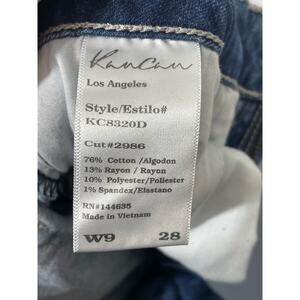 KanCan
Los Angeles
Style/Estilo#
KC8320D
Cut#2986
76% Cotton /Algodon
13% Rayon / Rayon
10% Polyester/Poliester
1% Spandex/Elastano
RN#144635
Made in Vietnam
W9 28